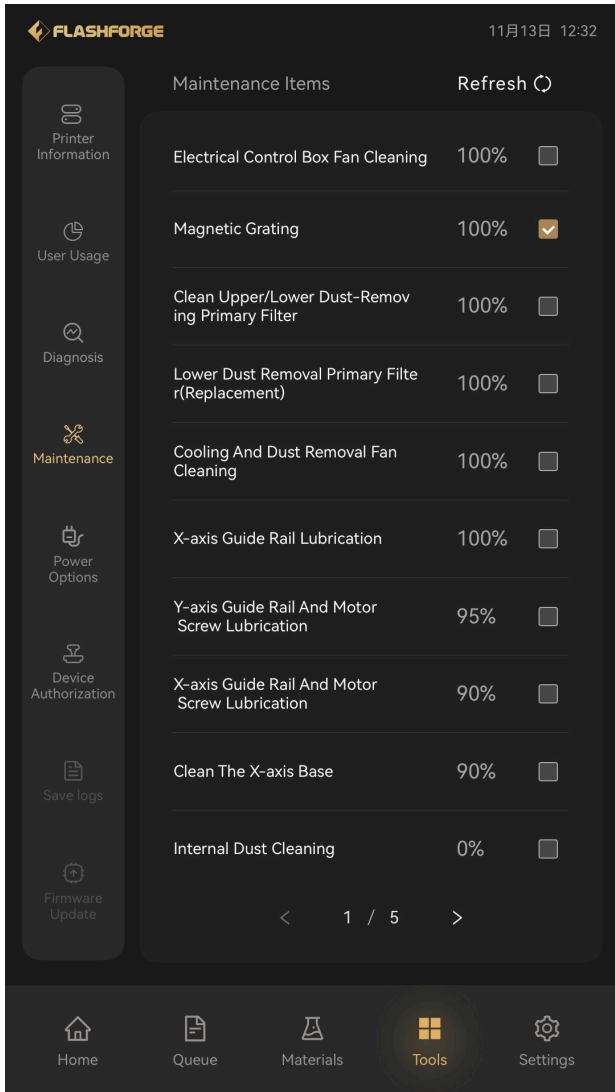 FLASHFORGE
11月13日 12:32
Printer
Information
User Usage
Diagnosis
Maintenance
Power
Options
Device
Authorization
Save logs
Firmware
Update
Maintenance Items
Refresh
Electrical Control Box Fan Cleaning 100%
Magnetic Grating 100%
Clean Upper/Lower Dust-Remov
ing Primary Filter 100%
Lower Dust Removal Primary Filte
r(Replacement) 100%
Cooling And Dust Removal Fan
Cleaning 100%
X-axis Guide Rail Lubrication 100%
Y-axis Guide Rail And Motor
Screw Lubrication 95%
X-axis Guide Rail And Motor
Screw Lubrication 90%
Clean The X-axis Base 90%
Internal Dust Cleaning 0%
< 1 / 5 >
Home
Queue
Materials
Tools
Settings